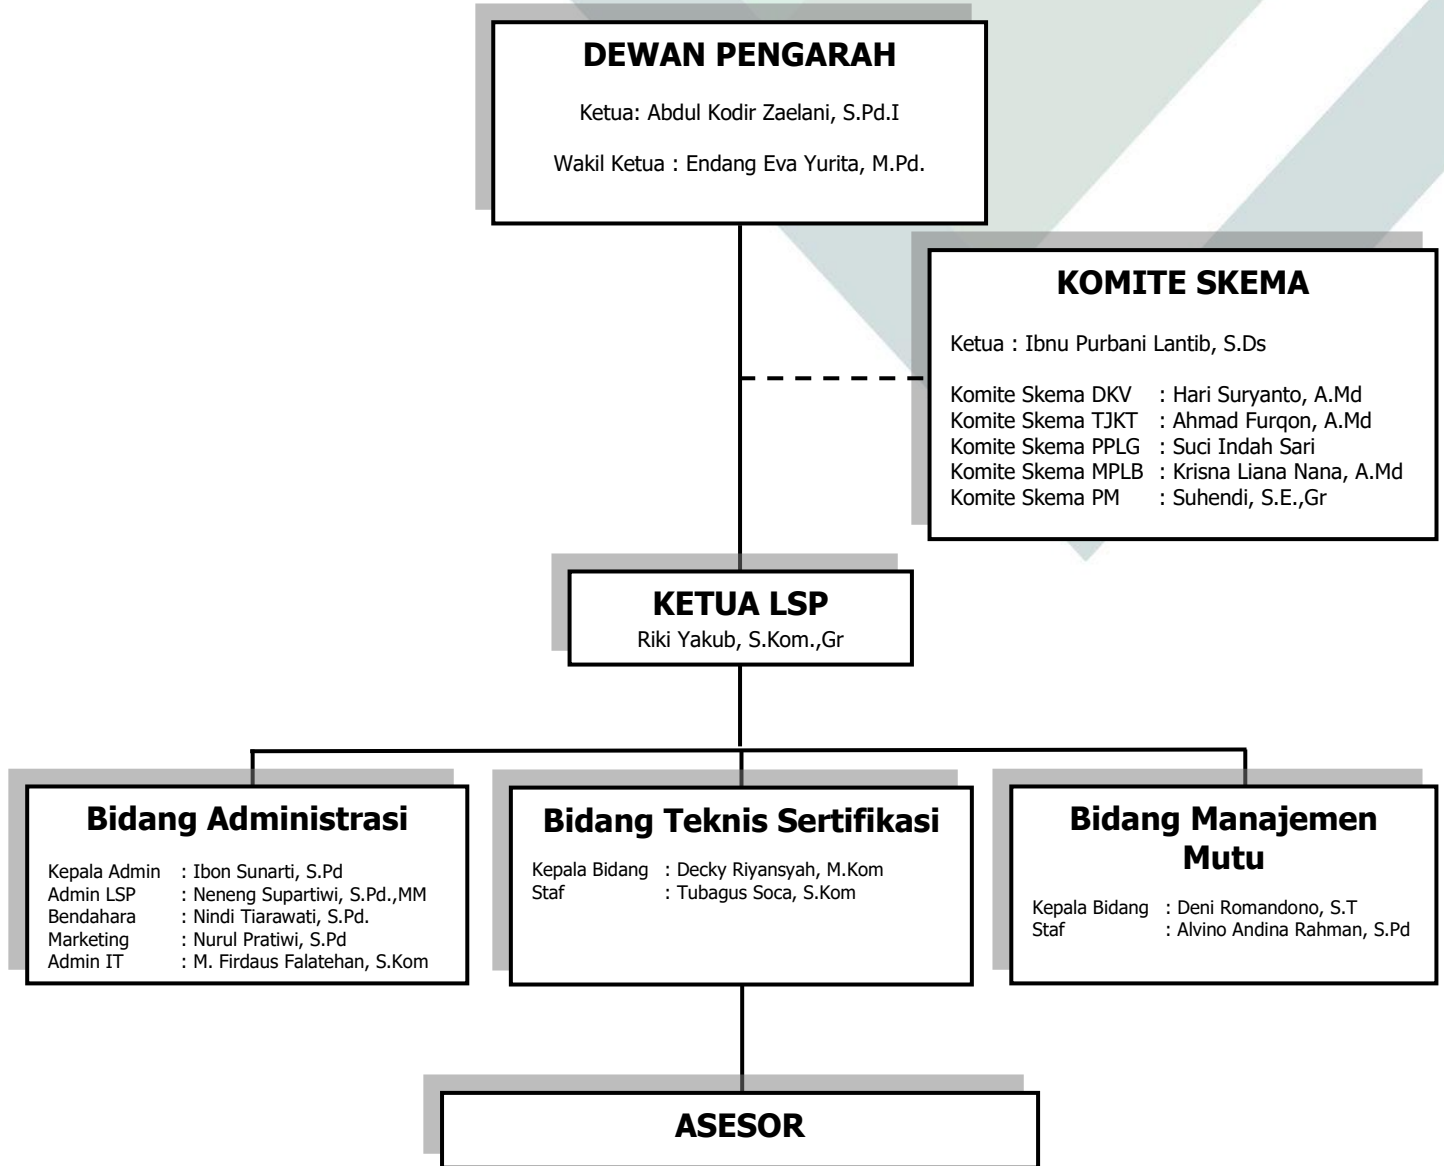 DEWAN PENGARAH
Ketua: Abdul Kodir Zaelani, S.Pd.I
Wakil Ketua : Endang Eva Yurita, M.Pd.
KOMITE SKEMA
Ketua : Ibnu Purbani Lantib, S.Ds
Komite Skema DKV : Hari Suryanto, A.Md
Komite Skema TJKT : Ahmad Furqon, A.Md
Komite Skema PPLG : Suci Indah Sari
Komite Skema MPLB : Krisna Liana Nana, A.Md
Komite Skema PM : Suhendi, S.E.,Gr
KETUA LSP
Riki Yakub, S.Kom.,Gr
Bidang Administrasi
Kepala Admin : Ibon Sunarti, S.Pd
Admin LSP : Neneng Supartiwi, S.Pd.,MM
Bendahara : Nindi Tiarawati, S.Pd.
Marketing : Nurul Pratiwi, S.Pd
Admin IT : M. Firdaus Falatehan, S.Kom
Bidang Teknis Sertifikasi
Kepala Bidang : Decky Riyansyah, M.Kom
Staf : Tubagus Soca, S.Kom
Bidang Manajemen
Mutu
Kepala Bidang : Deni Romandono, S.T
Staf : Alvino Andina Rahman, S.Pd
ASESOR